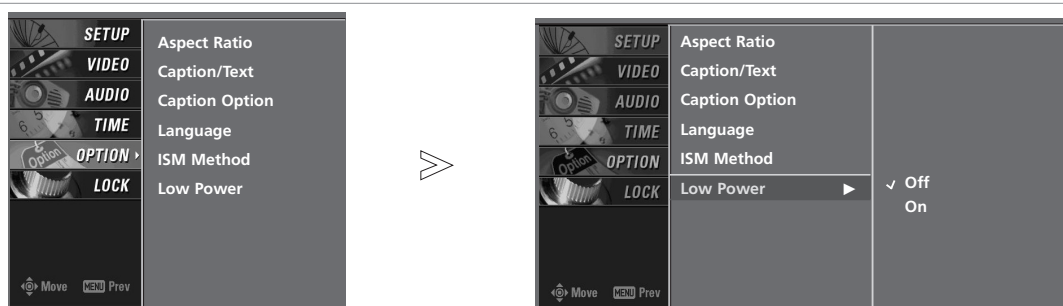 SETUP
VIDEO
AUDIO
TIME
OPTION
LOCK
Aspect Ratio
Caption/Text
Caption Option
Language
ISM Method
Low Power
Move MENU Prev
SETUP
VIDEO
AUDIO
TIME
OPTION
LOCK
Aspect Ratio
Caption/Text
Caption Option
Language
ISM Method
Low Power
Off
On
Move MENU Prev